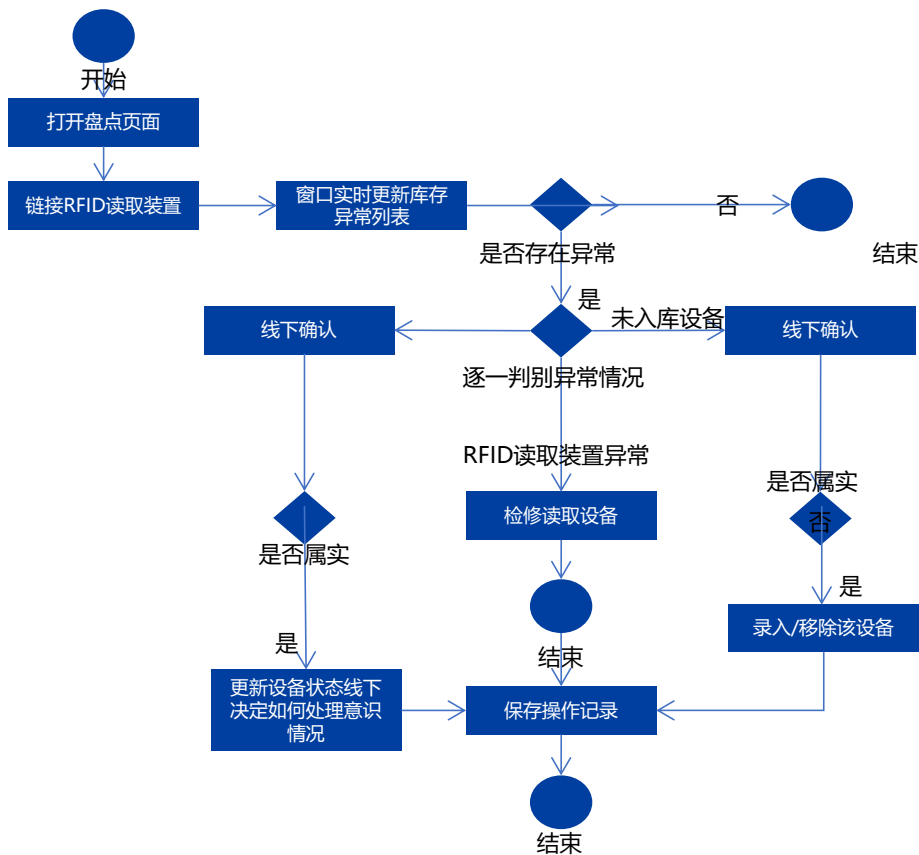 开始
打开盘点页面
链接RFID读取装置
窗口实时更新库存
异常列表
否
结束
是否存在异常
是
线下确认
未入库设备
线下确认
逐一判别异常情况
RFID读取装置异常
是否属实
检修读取设备
否
是否属实
是
结束
录入/移除该设备
是
更新设备状态线下
决定如何处理意识
情况
保存操作记录
结束